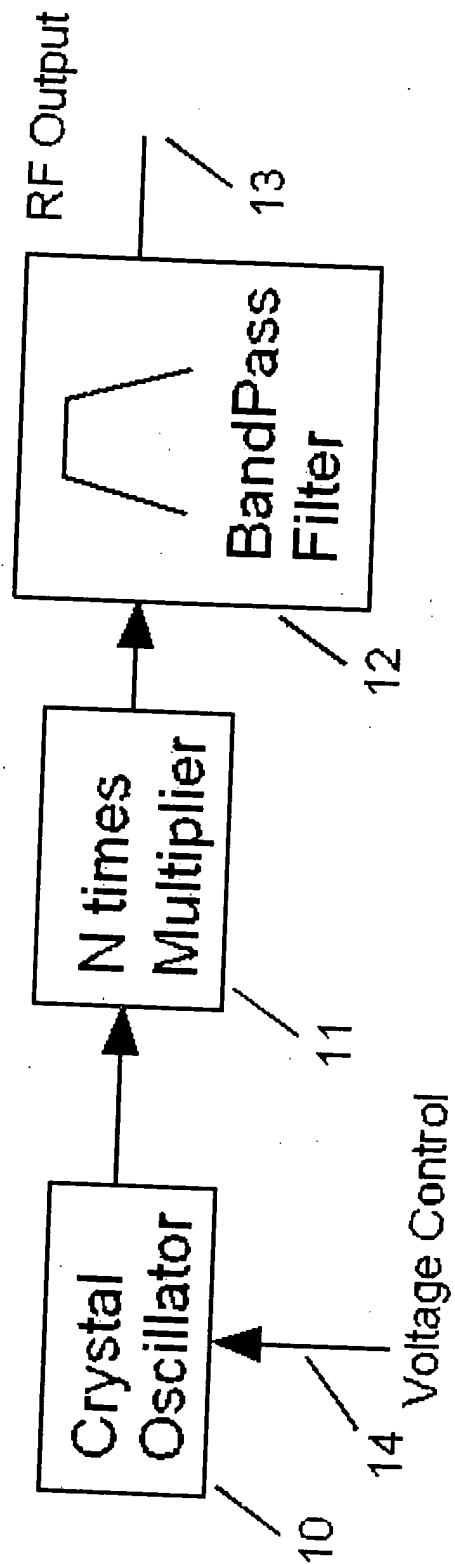 Crystal
Oscillator
10
Voltage Control
14
N times
Multiplier
11
BandPass
Filter
12
RF Output
13